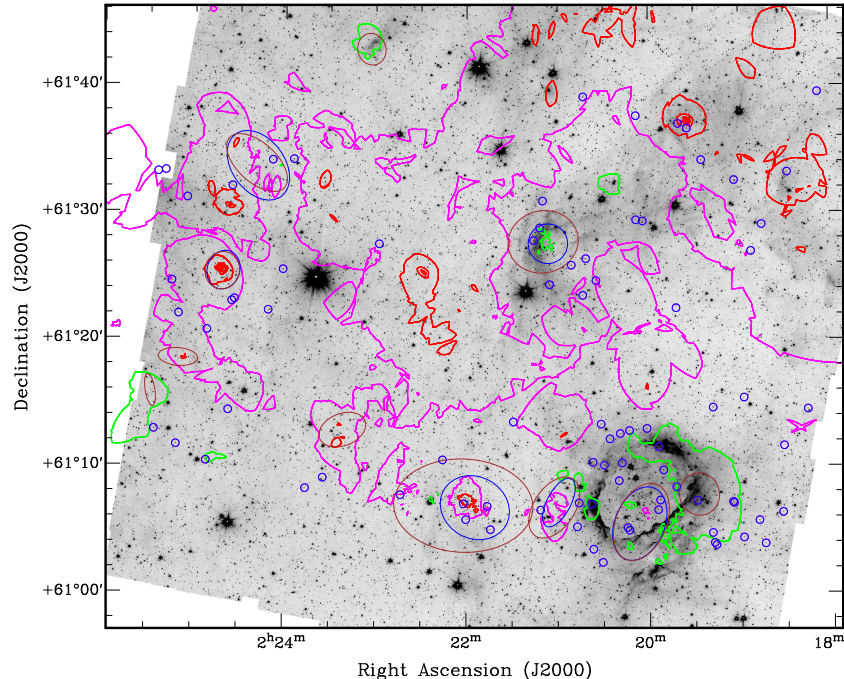 Declination (J2000)
+61°40′
+61°30′
+61°20′
+61°10′
+61°00′
2ʰ24ᵐ
22ᵐ
20ᵐ
18ᵐ
Right Ascension (J2000)